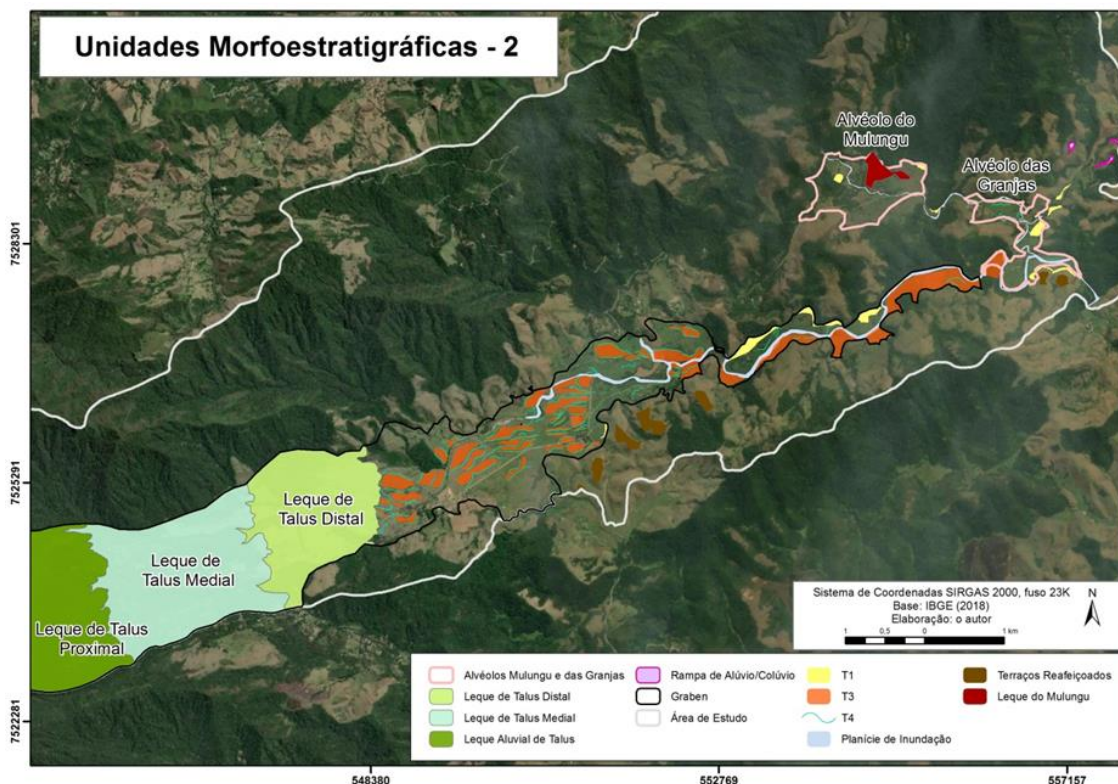 Unidades Morfoestratigráficas - 2
Alvéolo do
Mulungu
Alvéolo das
Granjas
7528301
7525291
7522281
Leque de
Talus Distal
Leque de
Talus Medial
Leque de Talus
Proximal
Sistema de Coordenadas SIRGAS 2000, fuso 23K
Base: IBGE (2018)
Elaboração: o autor
N
1 0,5 0 1 km
Alvéolos Mulungu e das Granjas
Leque de Talus Distal
Leque de Talus Medial
Leque Aluvial de Talus
Rampa de Alúvio/Colúvio
Graben
Área de Estudo
T1
T3
T4
Planície de Inundação
Terraços Reafeiçoados
Leque do Mulungu
548380 552769 557157